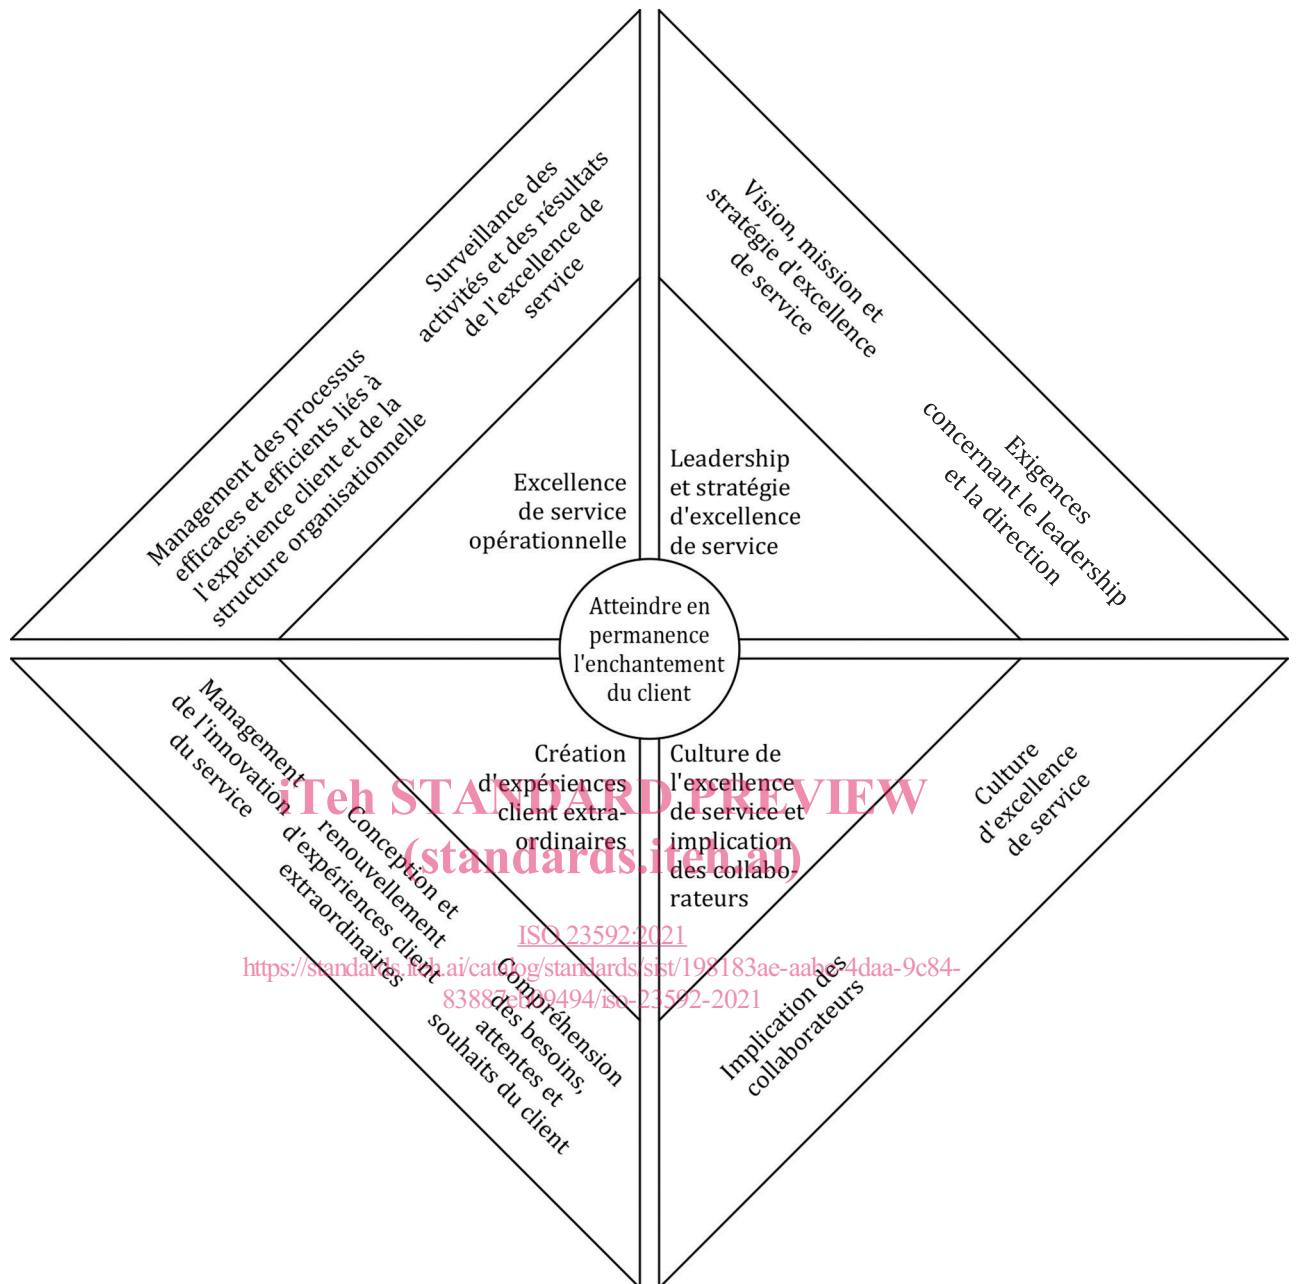 Surveillance des
activités et des résultats
de l'excellence de
service
Management des processus
efficaces et efficients liés à
l'expérience client et de la
structure organisationnelle
Excellence
de service
opérationnelle
Vision, mission et
stratégie d'excellence
de service
Exigences
concernant le leadership
et la direction
Leadership
et stratégie
d'excellence
de service
Atteindre en
permanence
l'enchantement
du client
Management
de l'innovation
du service
Conception et
renouvellement
d'expériences client
extraordinaires
Compréhension
des besoins,
attentes et
souhaits du client
Création
d'expériences
client extra-
ordinaires
Culture de
l'excellence
de service et
implication
des collabo-
rateurs
Culture
d'excellence
de service
Implication des
collaborateurs
iTeh STANDARD PREVIEW
(standards.iteh.ai)
ISO 23592:2021
https://standards.iteh.ai/catalog/standards/sist/198183ae-aabe-4daa-9c84-
83887eb09494/iso-23592-2021